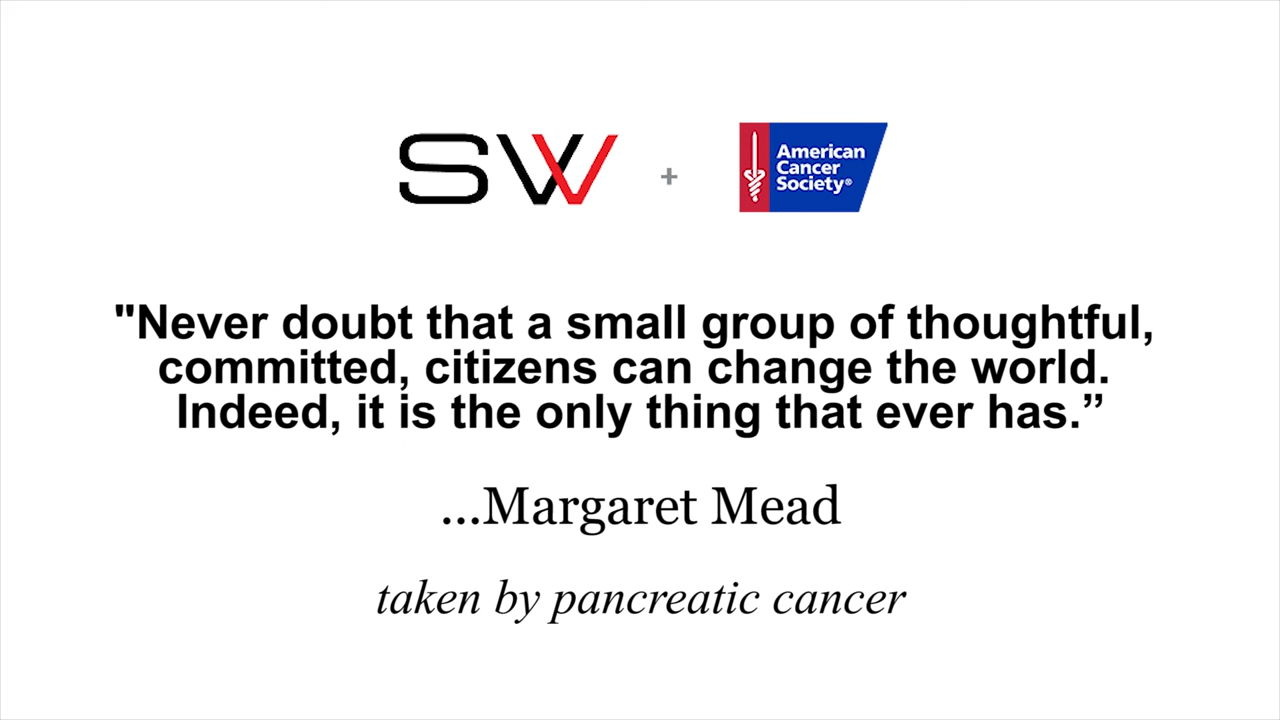 SW + American
Cancer
Society®
"Never doubt that a small group of thoughtful,
committed, citizens can change the world.
Indeed, it is the only thing that ever has.”
...Margaret Mead
taken by pancreatic cancer